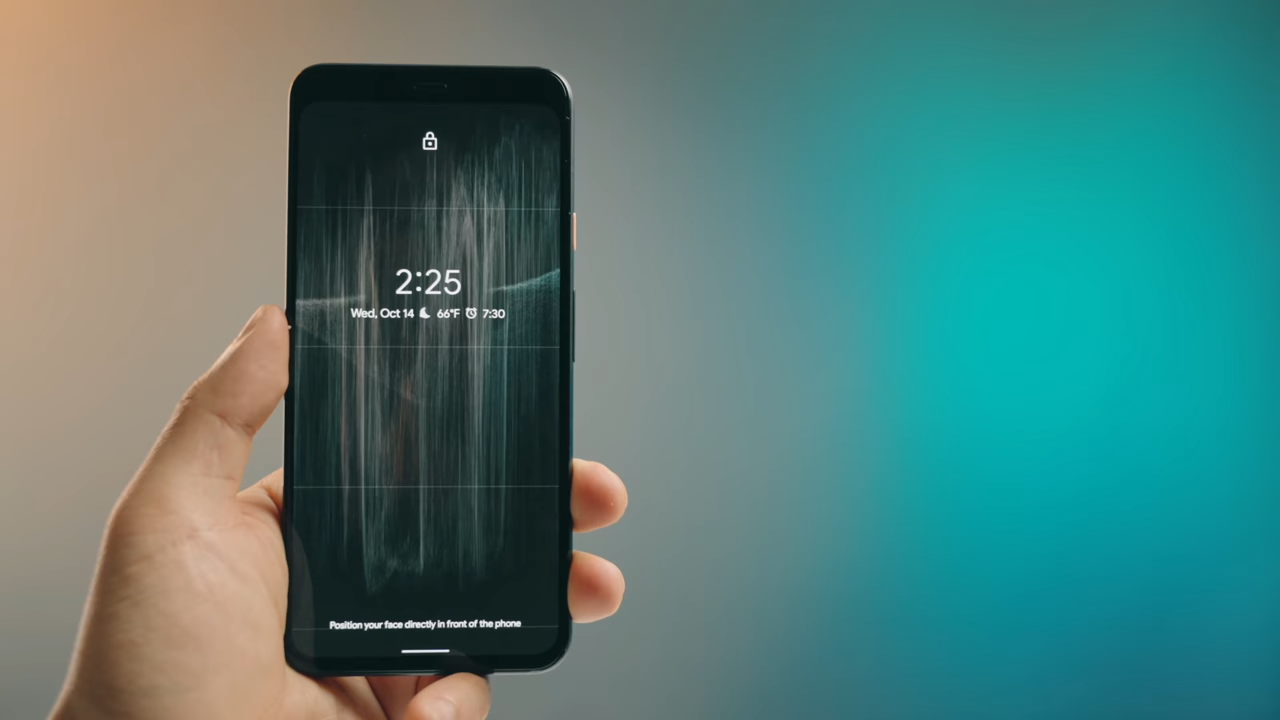 2:25
Wed, Oct 14 66°F 7:30
Position your face directly in front of the phone